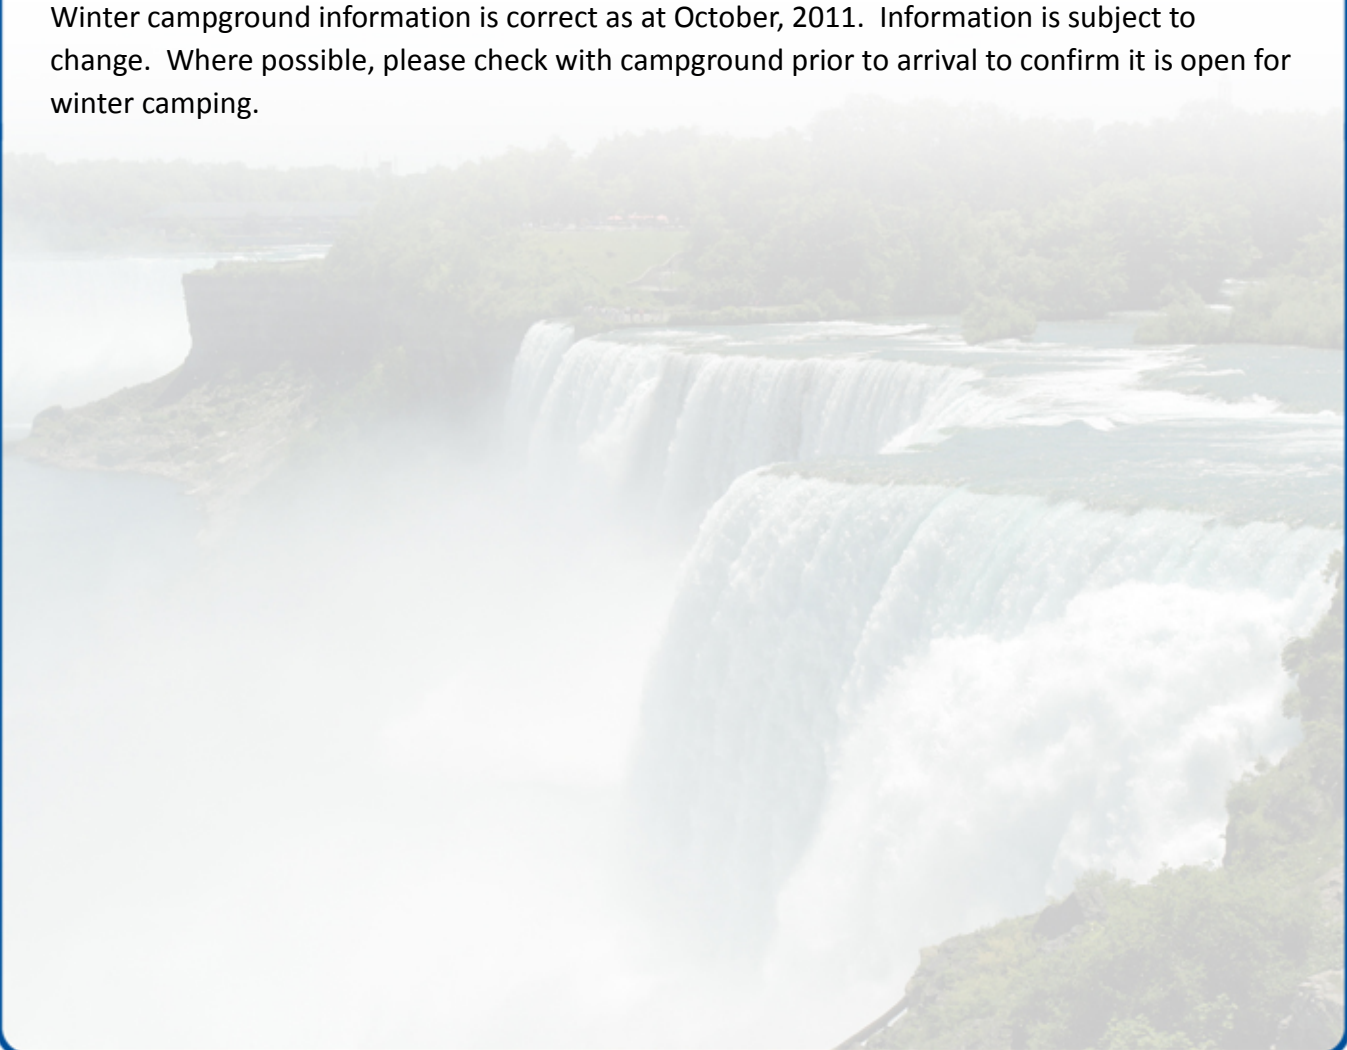 Winter campground information is correct as at October, 2011.  Information is subject to
change.  Where possible, please check with campground prior to arrival to confirm it is open for
winter camping.